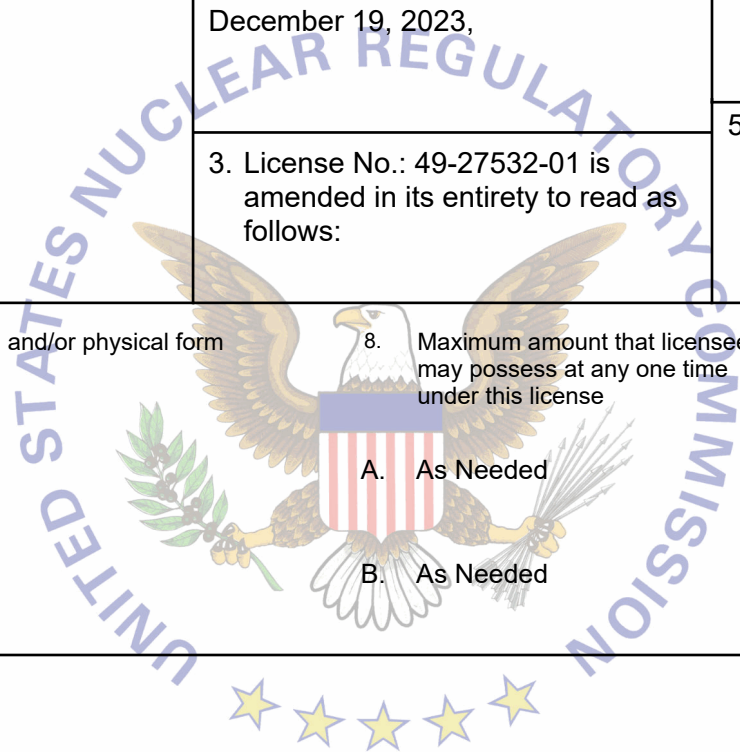 December 19, 2023,
5
3. License No.: 49-27532-01 is
amended in its entirety to read as
follows:
and/or physical form
8. Maximum amount that licensee
may possess at any one time
under this license
A. As Needed
B. As Needed
UNITED STATES NUCLEAR REGULATORY COMMISSION